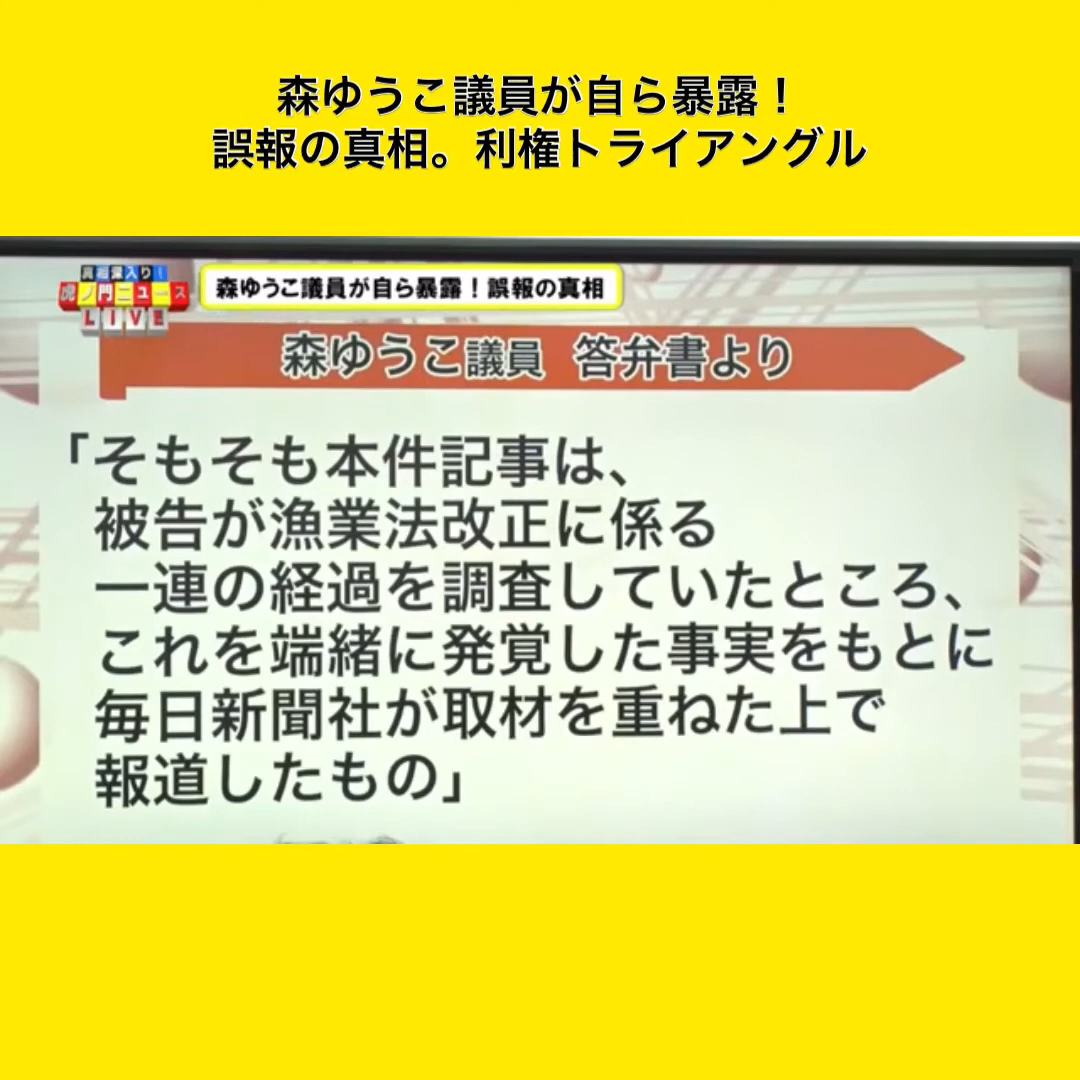 森ゆうこ議員が自ら暴露！
誤報の真相。利権トライアングル
真相深入り！
虎ノ門ニュース
LIVE
森ゆうこ議員が自ら暴露！誤報の真相
森ゆうこ議員 答弁書より
「そもそも本件記事は、
被告が漁業法改正に係る
一連の経過を調査していたところ、
これを端緒に発覚した事実をもとに
毎日新聞社が取材を重ねた上で
報道したもの」